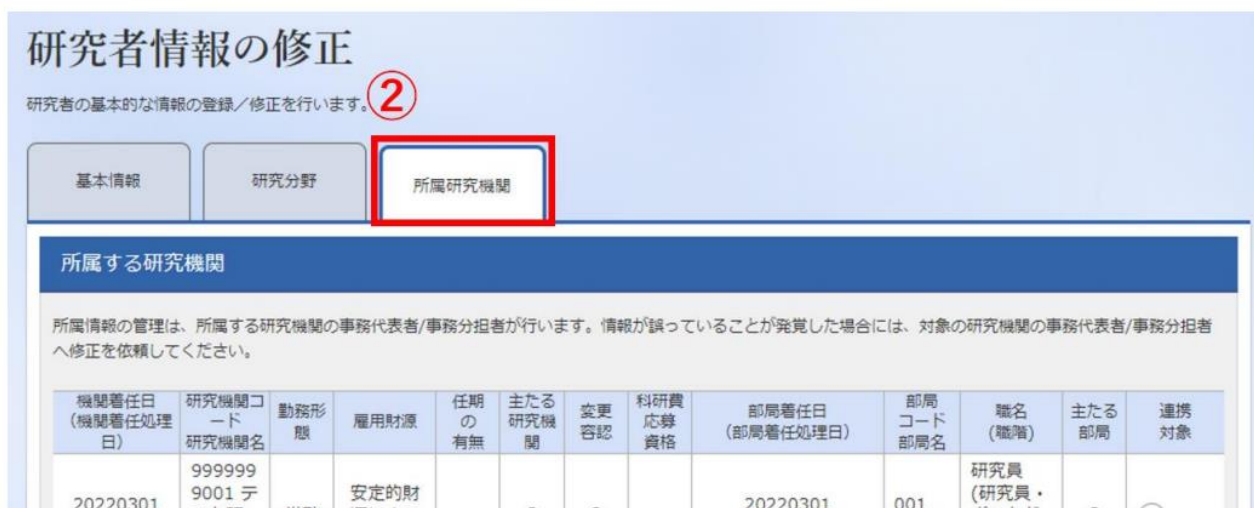 研究者情報の修正
研究者の基本的な情報の登録／修正を行います。
②
基本情報
研究分野
所属研究機関
所属する研究機関
所属情報の管理は、所属する研究機関の事務代表者/事務分担者が行います。情報が誤っていることが発覚した場合には、対象の研究機関の事務代表者/事務分担者
へ修正を依頼してください。
機関着任日
（機関着任処理
日）
研究機関コ
ード
研究機関名
勤務形
態
雇用財源
任期
の
有無
主たる
研究機
関
変更
容認
科研費
応募
資格
部局着任日
（部局着任処理日）
部局
コード
部局名
職名
(職階)
主たる
部局
連携
対象
20220301
999999
9001 テ
安定的財
20220301
001
研究員
(研究員・